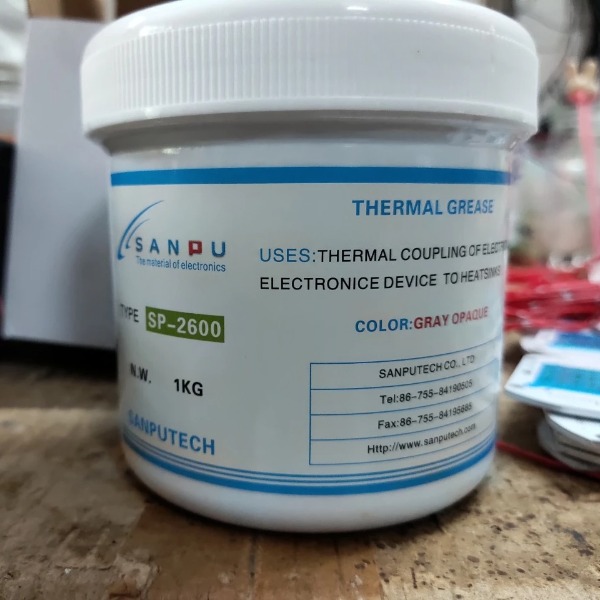 THERMAL GREASE
SANPU
The material of electronics
USES:THERMAL COUPLING OF
ELECTRONICE DEVICE TO HEATSINKS
TYPE SP-2600
COLOR:GRAY OPAQUE
N.W. 1KG
SANPUTECH
SANPUTECH CO., LTD
Tel:86-755-84190505
Fax:86-755-84195885
Http://www.sanputech.com